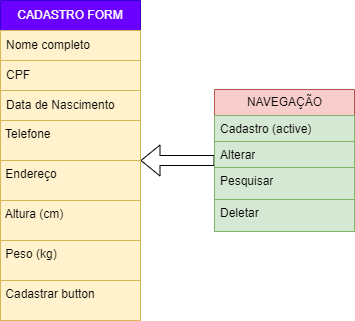 CADASTRO FORM
Nome completo
CPF
Data de Nascimento
Telefone
Endereço
Altura (cm)
Peso (kg)
Cadastrar button
NAVEGAÇÃO
Cadastro (active)
Alterar
Pesquisar
Deletar